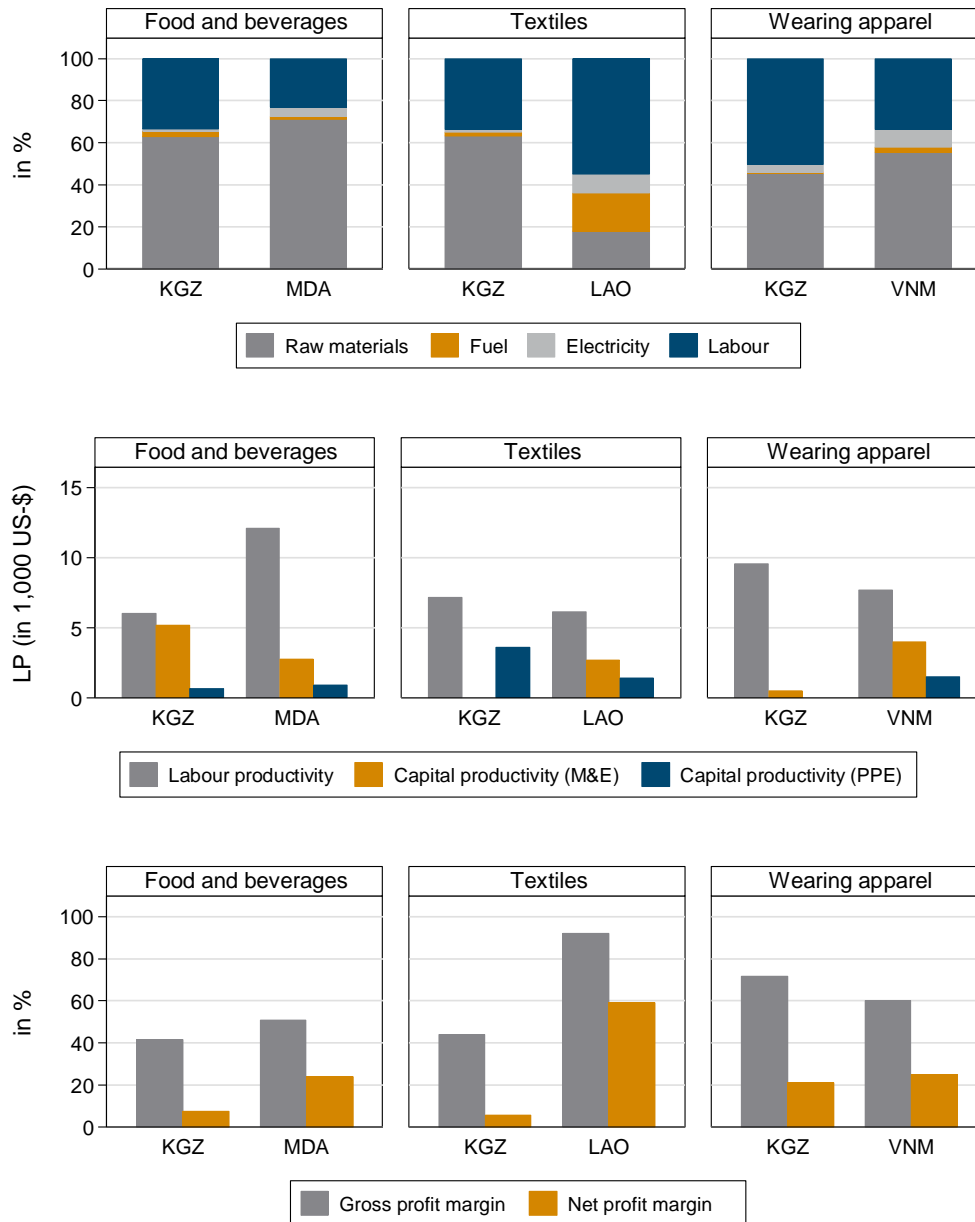 Food and beverages Textiles Wearing apparel
in %
100
80
60
40
20
0
KGZ MDA KGZ LAO KGZ VNM
Raw materials Fuel Electricity Labour
Food and beverages Textiles Wearing apparel
LP (in 1,000 US-$)
15
10
5
0
KGZ MDA KGZ LAO KGZ VNM
Labour productivity Capital productivity (M&E) Capital productivity (PPE)
Food and beverages Textiles Wearing apparel
in %
100
80
60
40
20
0
KGZ MDA KGZ LAO KGZ VNM
Gross profit margin Net profit margin